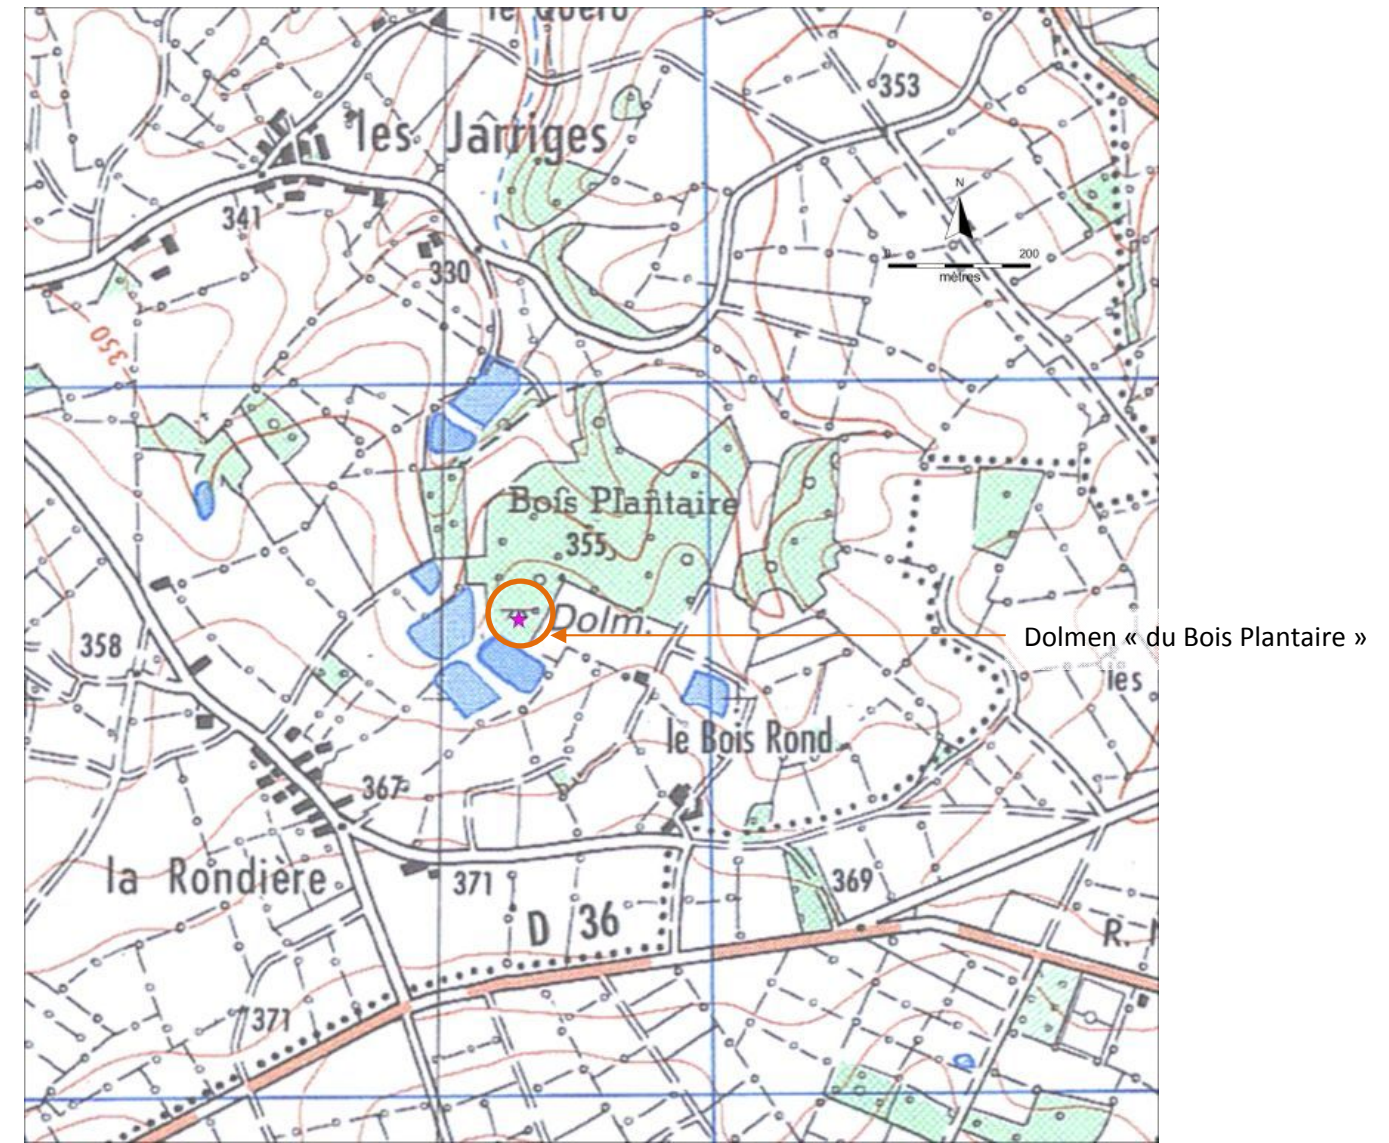 le Quéru
353
les Jarriges
N
341
0 200
mètres
330
350
Bois Plantaire
355
Dolm.
Dolmen « du Bois Plantaire »
358
les
le Bois Rond
367
la Rondière
371
369
D 36
R.
371